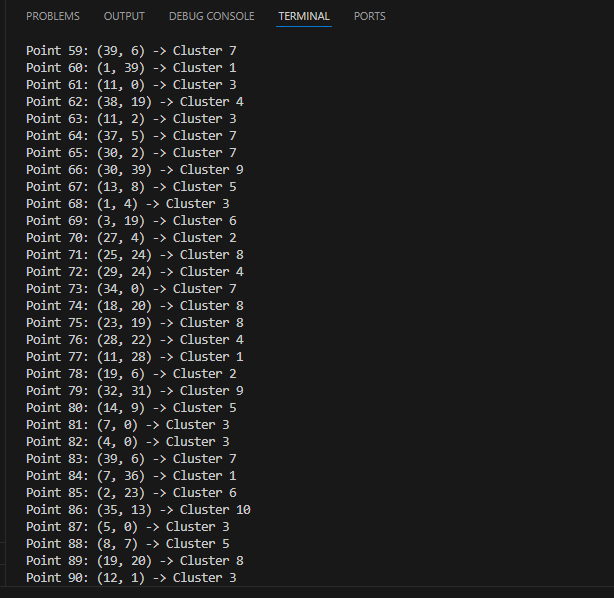 PROBLEMS OUTPUT DEBUG CONSOLE TERMINAL PORTS
Point 59: (39, 6) -> Cluster 7
Point 60: (1, 39) -> Cluster 1
Point 61: (11, 0) -> Cluster 3
Point 62: (38, 19) -> Cluster 4
Point 63: (11, 2) -> Cluster 3
Point 64: (37, 5) -> Cluster 7
Point 65: (30, 2) -> Cluster 7
Point 66: (30, 39) -> Cluster 9
Point 67: (13, 8) -> Cluster 5
Point 68: (1, 4) -> Cluster 3
Point 69: (3, 19) -> Cluster 6
Point 70: (27, 4) -> Cluster 2
Point 71: (25, 24) -> Cluster 8
Point 72: (29, 24) -> Cluster 4
Point 73: (34, 0) -> Cluster 7
Point 74: (18, 20) -> Cluster 8
Point 75: (23, 19) -> Cluster 8
Point 76: (28, 22) -> Cluster 4
Point 77: (11, 28) -> Cluster 1
Point 78: (19, 6) -> Cluster 2
Point 79: (32, 31) -> Cluster 9
Point 80: (14, 9) -> Cluster 5
Point 81: (7, 0) -> Cluster 3
Point 82: (4, 0) -> Cluster 3
Point 83: (39, 6) -> Cluster 7
Point 84: (7, 36) -> Cluster 1
Point 85: (2, 23) -> Cluster 6
Point 86: (35, 13) -> Cluster 10
Point 87: (5, 0) -> Cluster 3
Point 88: (8, 7) -> Cluster 5
Point 89: (19, 20) -> Cluster 8
Point 90: (12, 1) -> Cluster 3